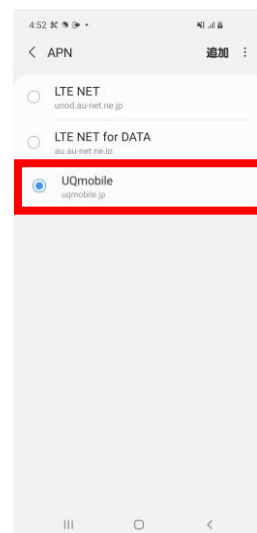 4:52
APN 追加
LTE NET
unod.au-net.ne.jp
LTE NET for DATA
au.au-net.ne.jp
UQmobile
uqmobile.jp